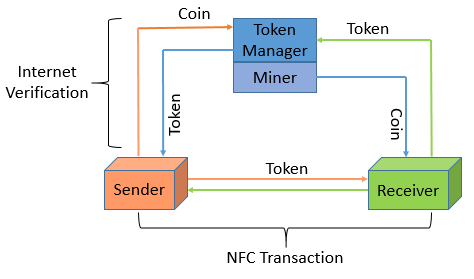 Coin
Token
Manager
Token
Miner
Internet
Verification
Token
Coin
Token
Sender
Receiver
NFC Transaction